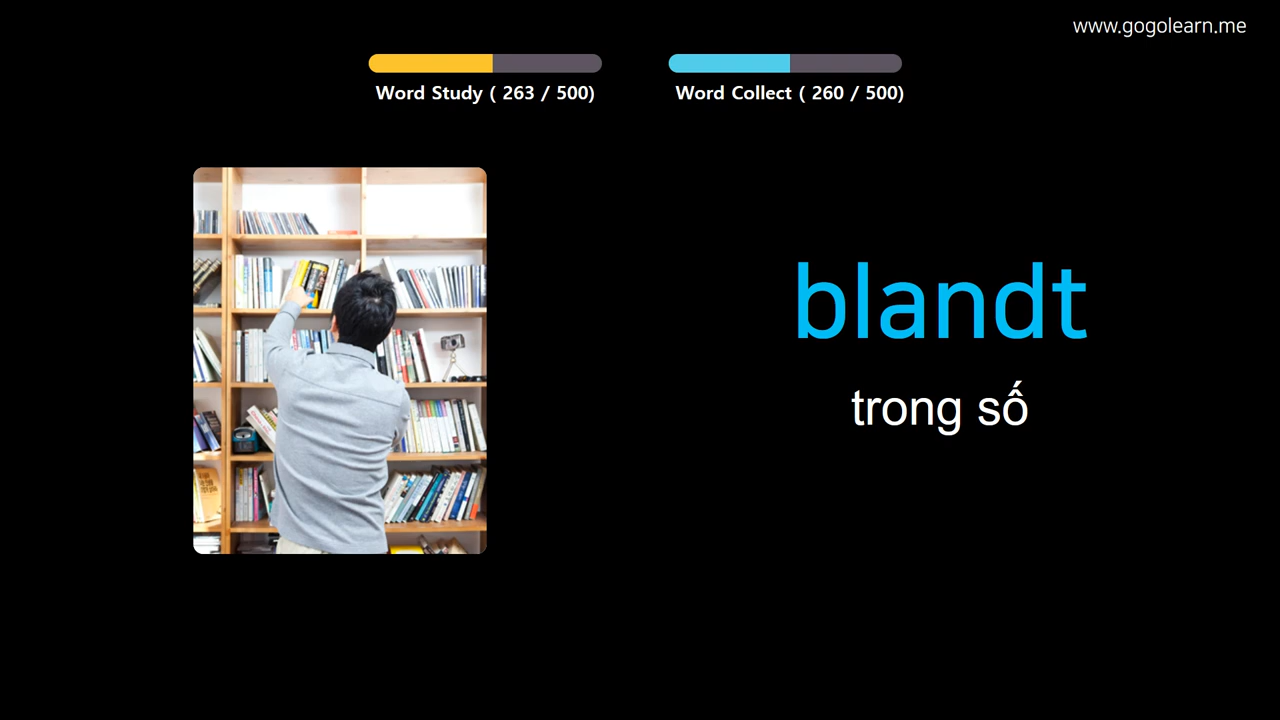 www.gogolearn.me
Word Study ( 263 / 500)
Word Collect ( 260 / 500)
blandt
trong số